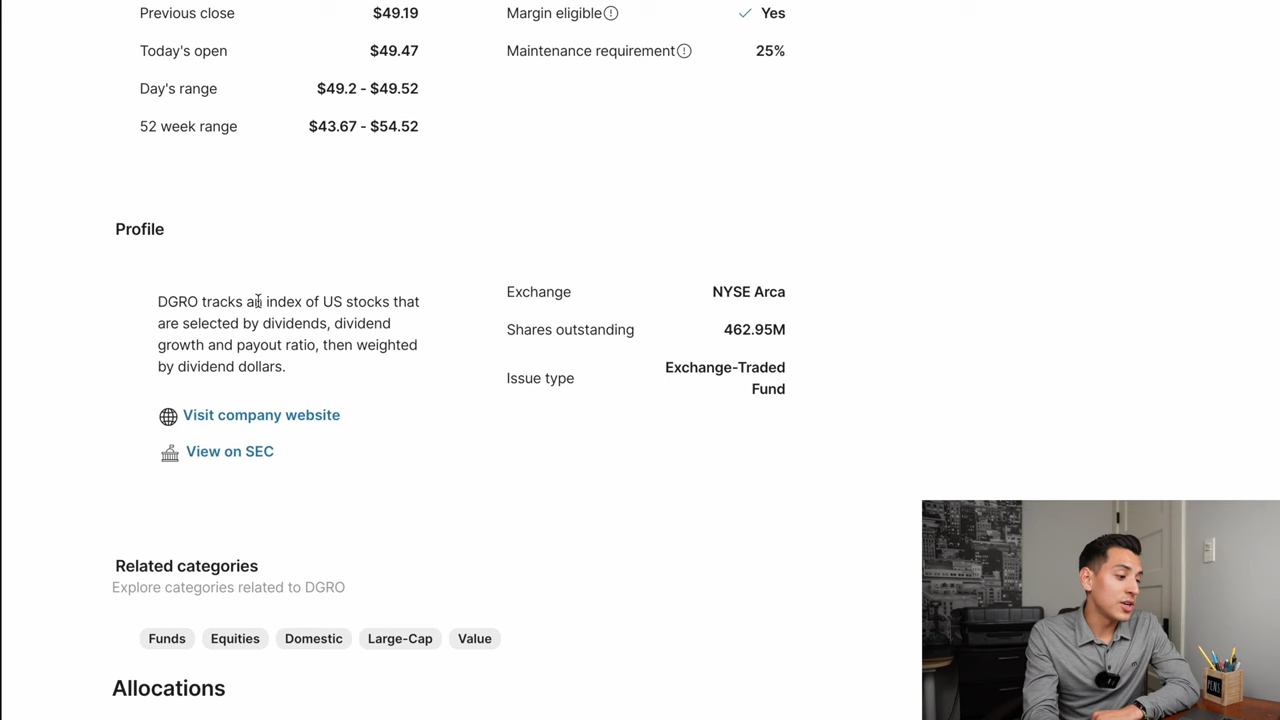 Previous close $49.19
Today's open $49.47
Day's range $49.2 - $49.52
52 week range $43.67 - $54.52
Margin eligible Yes
Maintenance requirement 25%
Profile
DGRO tracks an index of US stocks that
are selected by dividends, dividend
growth and payout ratio, then weighted
by dividend dollars.
Visit company website
View on SEC
Exchange NYSE Arca
Shares outstanding 462.95M
Issue type Exchange-Traded
Fund
Related categories
Explore categories related to DGRO
Funds Equities Domestic Large-Cap Value
Allocations
PENS